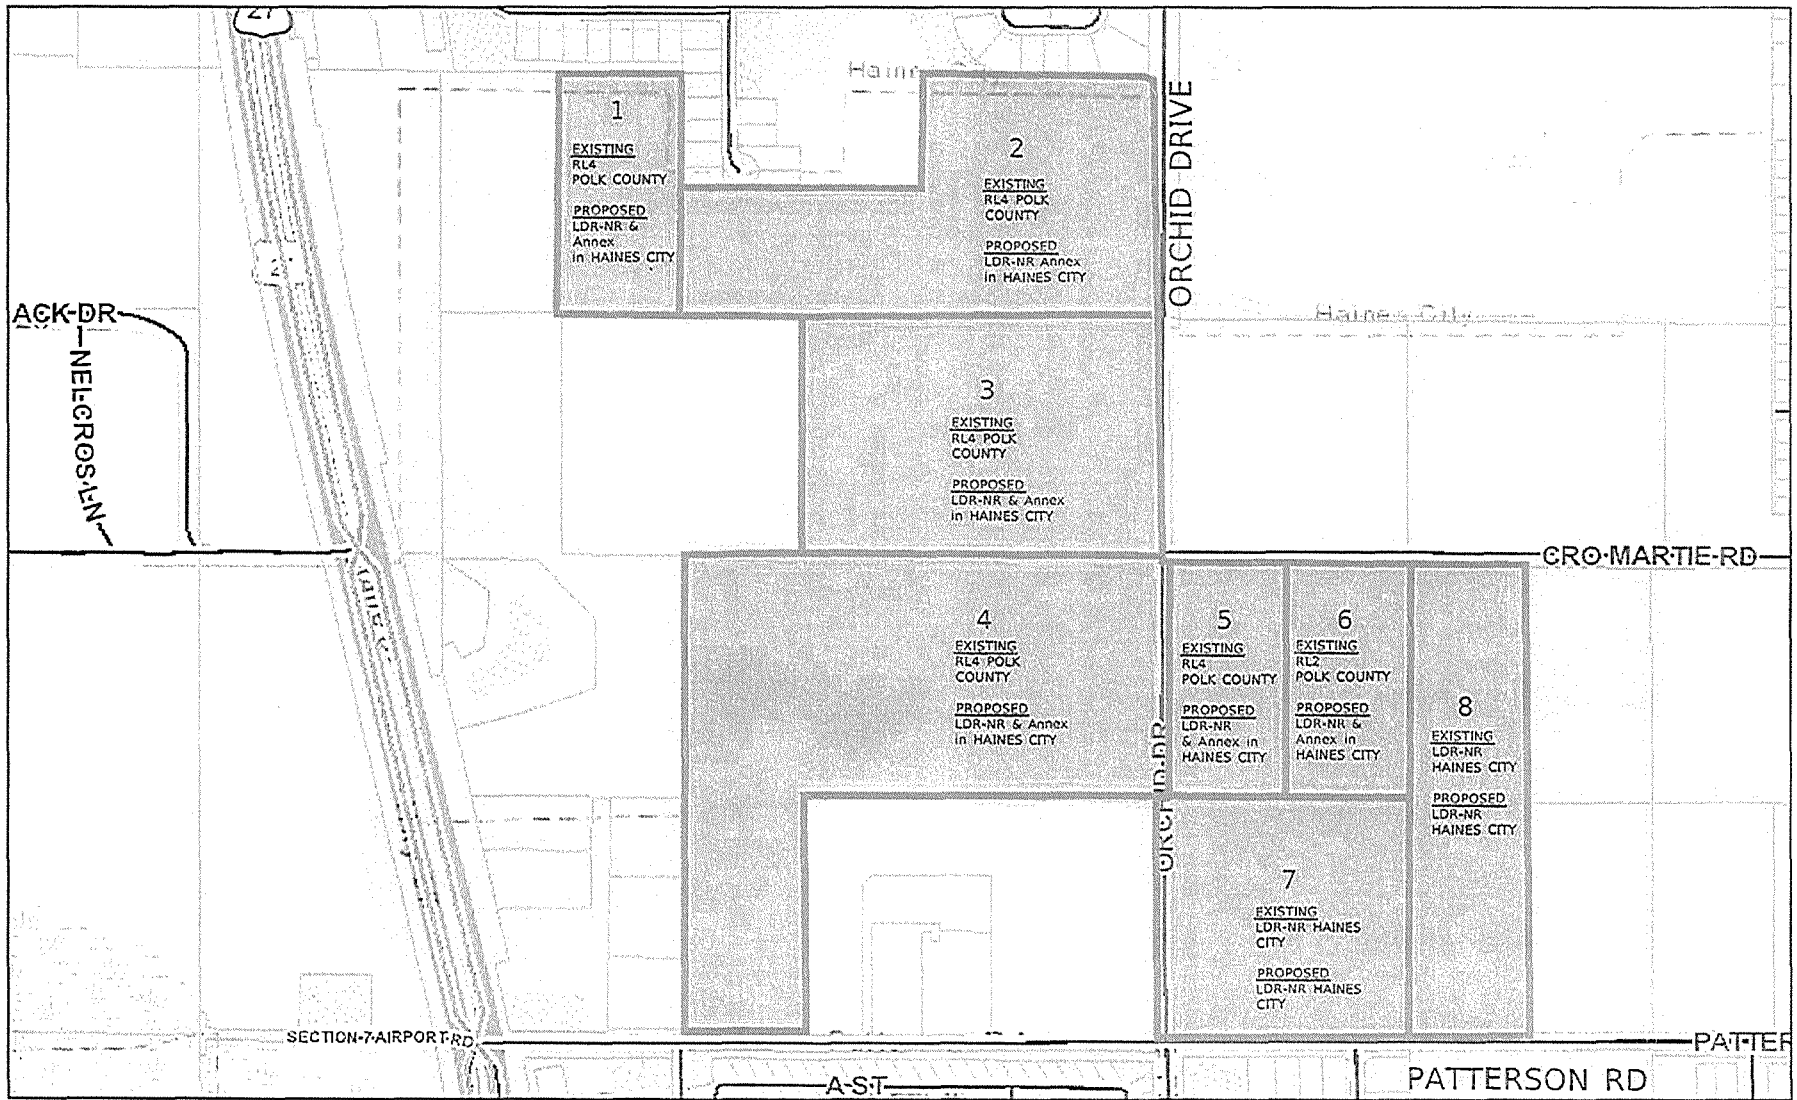 27
Haines City
1
EXISTING
RL4
POLK COUNTY
PROPOSED
LDR-NR &
Annex
in HAINES CITY
2
EXISTING
RL4 POLK
COUNTY
PROPOSED
LDR-NR Annex
in HAINES CITY
ORCHID DRIVE
ACK-DR
NEL-CROS-LN
Haines City
3
EXISTING
RL4 POLK
COUNTY
PROPOSED
LDR-NR & Annex
in HAINES CITY
CRO-MARTIE-RD
4
EXISTING
RL4 POLK
COUNTY
PROPOSED
LDR-NR & Annex
in HAINES CITY
5
EXISTING
RL4
POLK COUNTY
PROPOSED
LDR-NR
& Annex in
HAINES CITY
6
EXISTING
RL2
POLK COUNTY
PROPOSED
LDR-NR &
Annex in
HAINES CITY
8
EXISTING
LDR-NR
HAINES CITY
PROPOSED
LDR-NR
HAINES CITY
7
EXISTING
LDR-NR HAINES
CITY
PROPOSED
LDR-NR HAINES
CITY
SECTION-7-AIRPORT-RD
PATTER
A-ST
PATTERSON RD